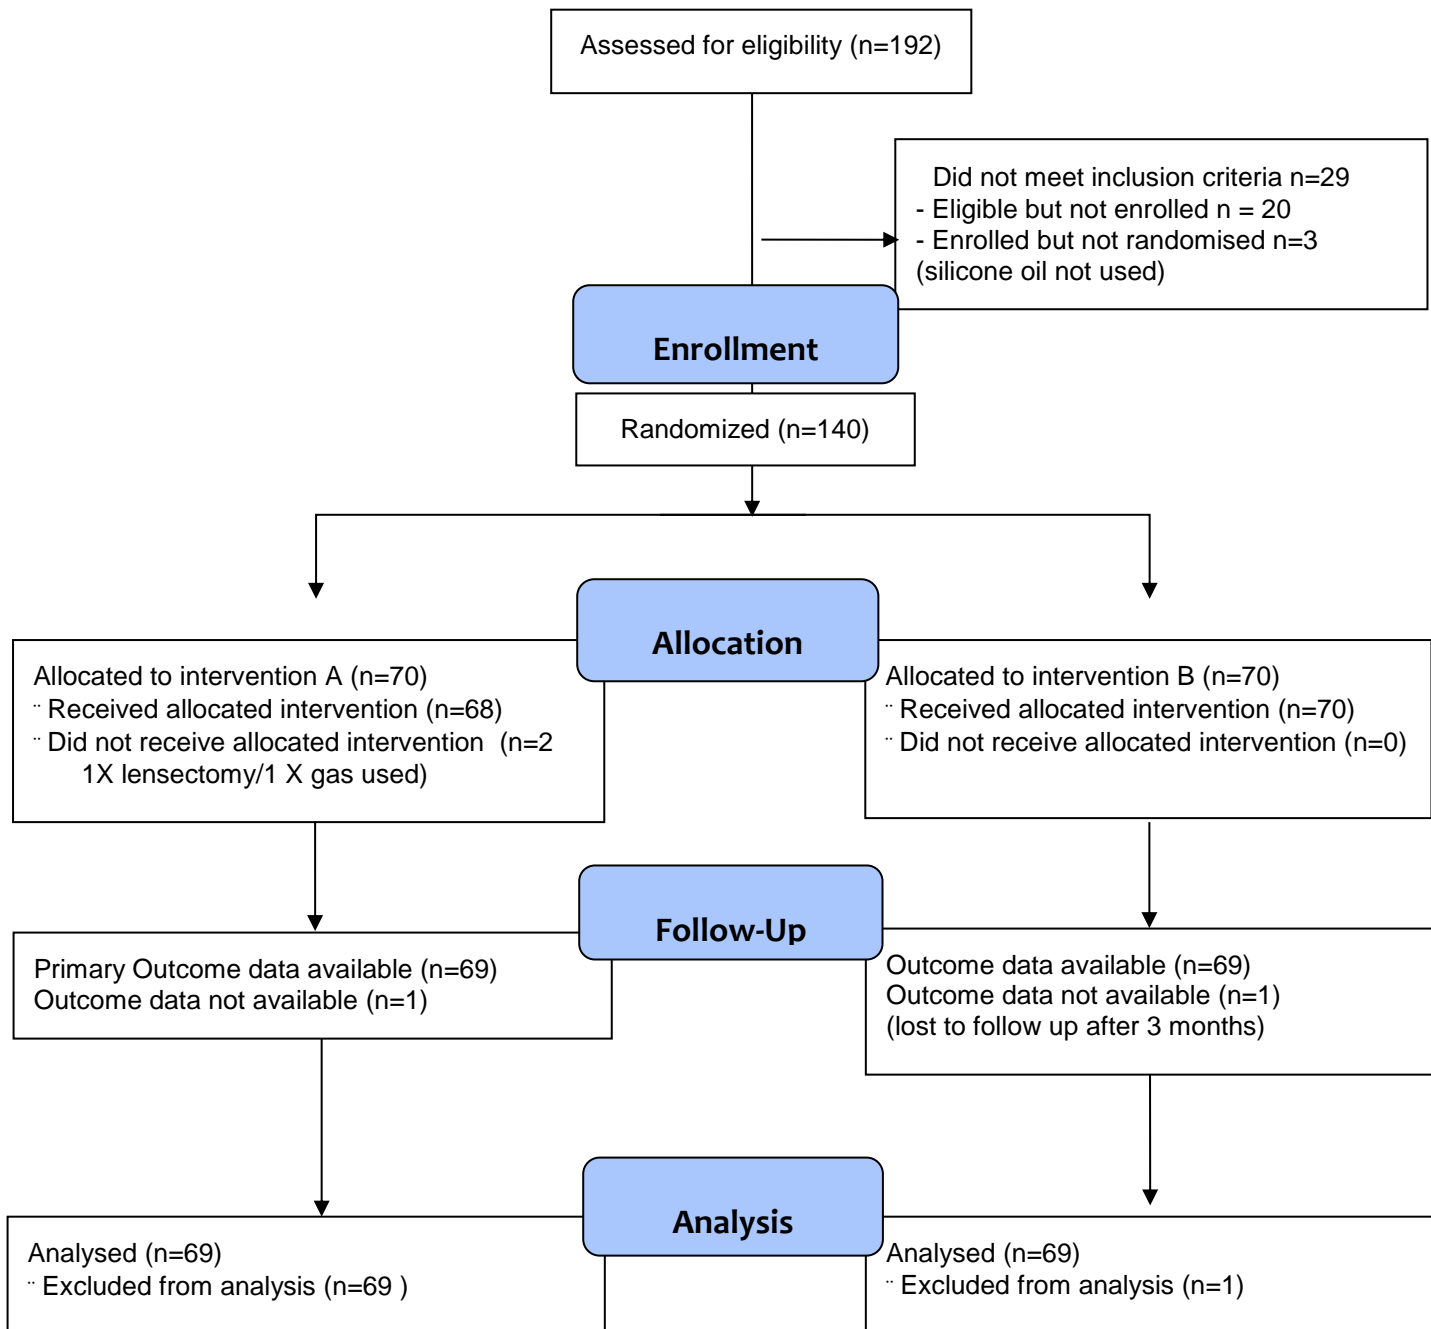 Assessed for eligibility (n=192)
Did not meet inclusion criteria n=29
- Eligible but not enrolled n = 20
- Enrolled but not randomised n=3
(silicone oil not used)
Enrollment
Randomized (n=140)
Allocation
Allocated to intervention A (n=70)
¨ Received allocated intervention (n=68)
¨ Did not receive allocated intervention (n=2
1X lensectomy/1 X gas used)
Allocated to intervention B (n=70)
¨ Received allocated intervention (n=70)
¨ Did not receive allocated intervention (n=0)
Follow-Up
Primary Outcome data available (n=69)
Outcome data not available (n=1)
Outcome data available (n=69)
Outcome data not available (n=1)
(lost to follow up after 3 months)
Analysis
Analysed (n=69)
¨ Excluded from analysis (n=69 )
Analysed (n=69)
¨ Excluded from analysis (n=1)